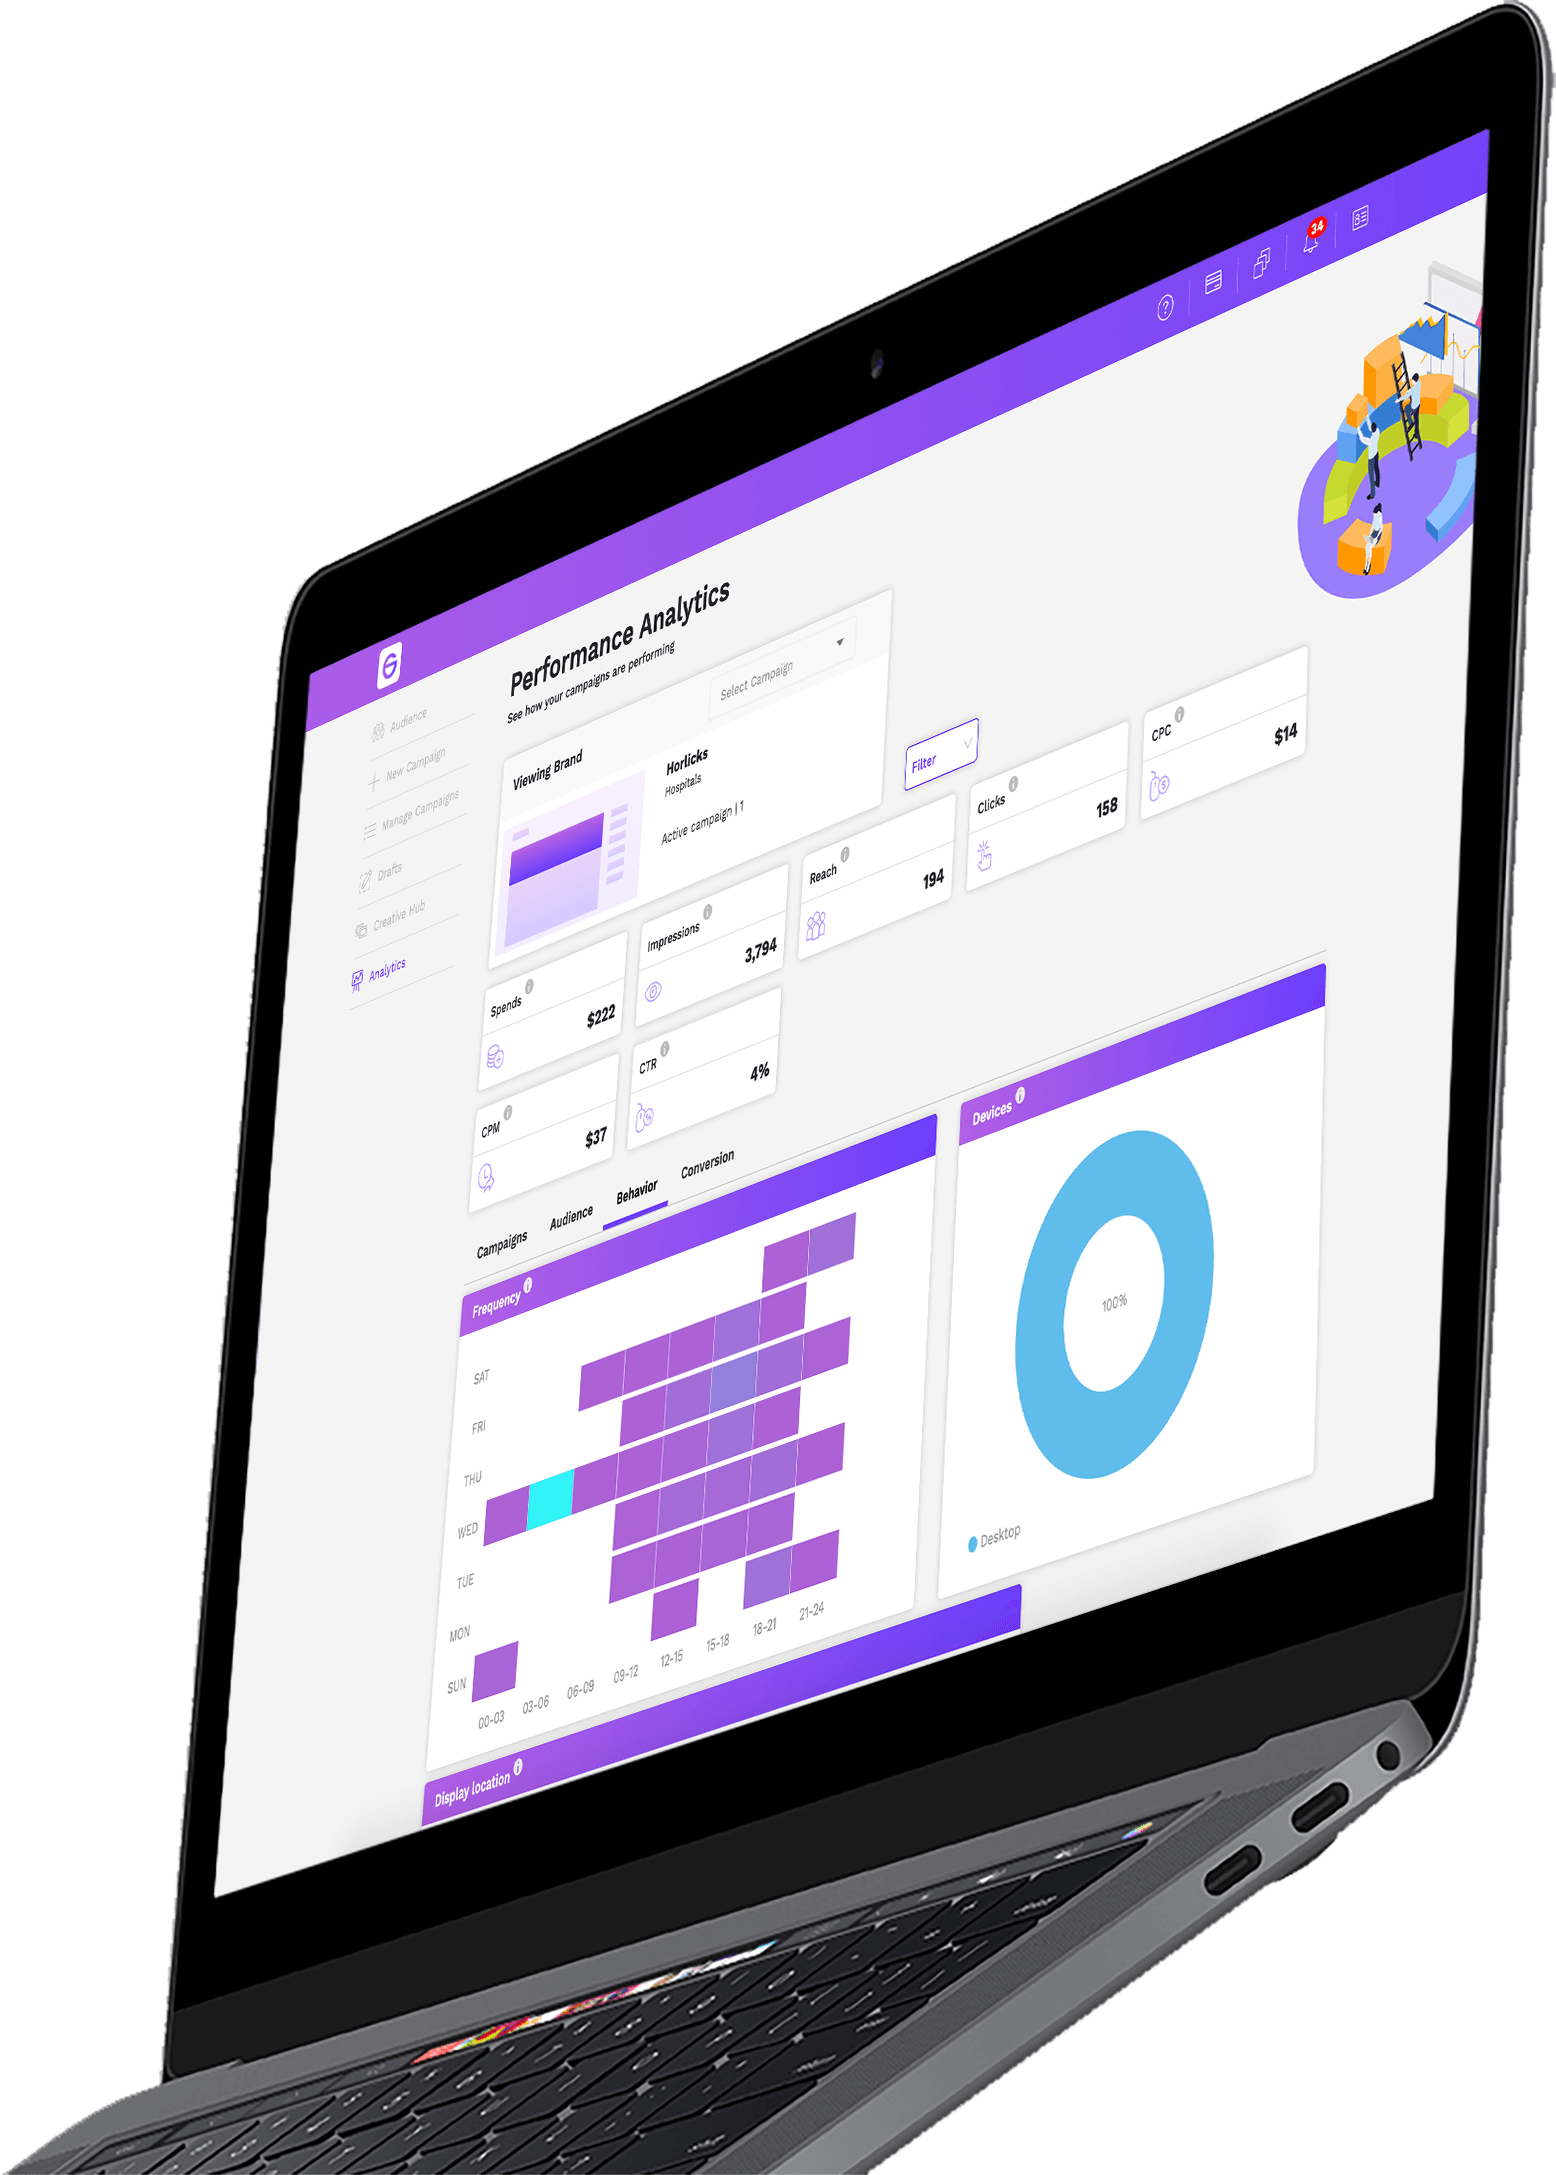 34
Performance Analytics
See how your campaigns are performing
Audience
New Campaign
Manage Campaigns
Drafts
Creative Hub
Analytics
Viewing Brand
Select Campaign
Horlicks
Hospitals
Active campaign | 1
Filter
Spends
$222
Impressions
3,794
Reach
194
Clicks
158
CPC
$14
CPM
$37
CTR
4%
Campaigns
Audience
Behavior
Conversion
Frequency
SAT
FRI
THU
WED
TUE
MON
SUN
00-03
03-06
06-09
09-12
12-15
15-18
18-21
21-24
Devices
100%
Desktop
Display location